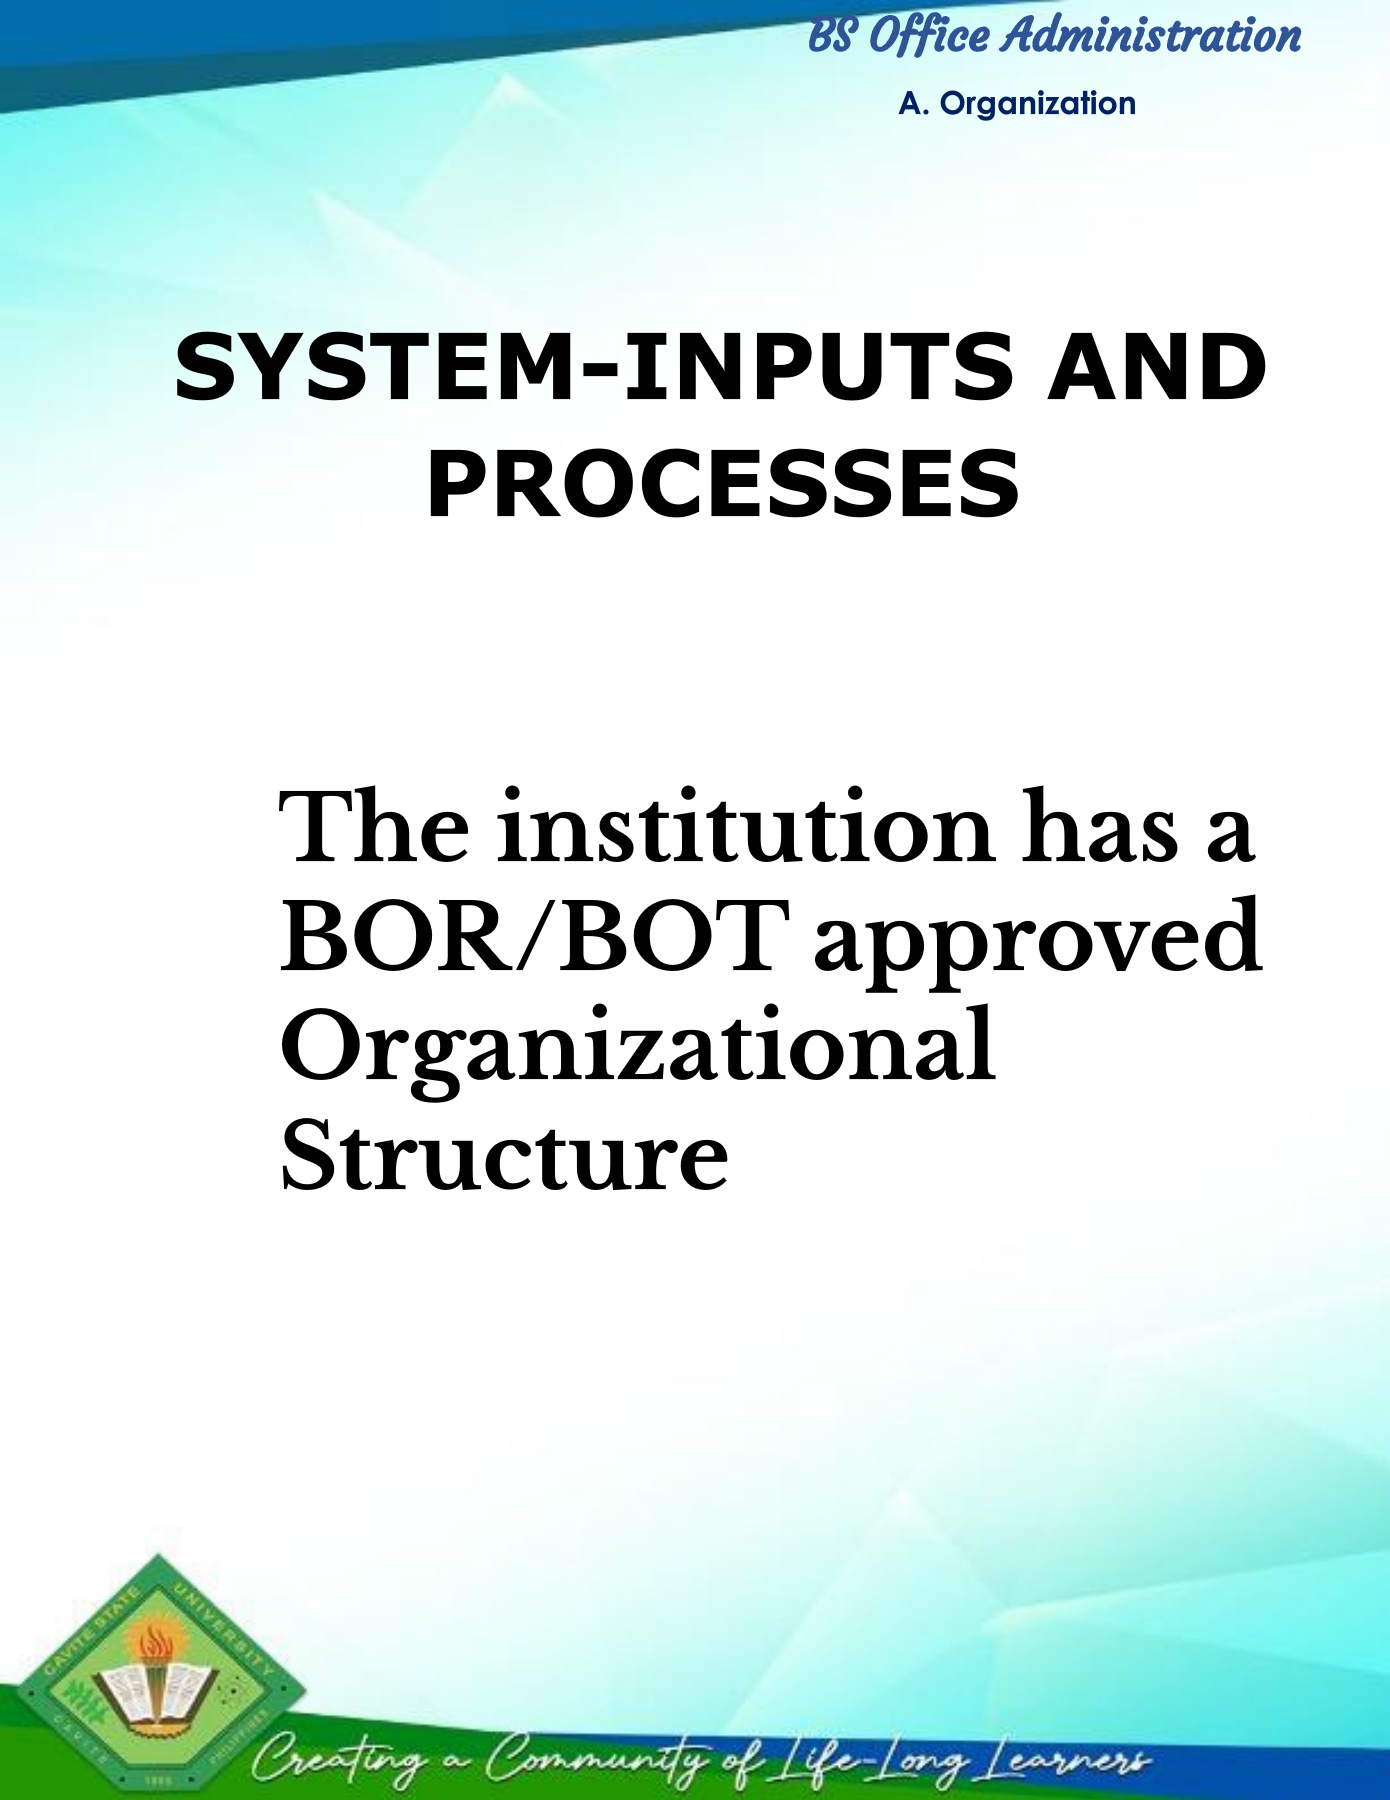 BS Office Administration
A. Organization
SYSTEM-INPUTS AND
PROCESSES
The institution has a
BOR/BOT approved
Organizational
Structure
CAVITE STATE UNIVERSITY
CAVITE
PHILIPPINES
Creating a Community of Life-Long Learners